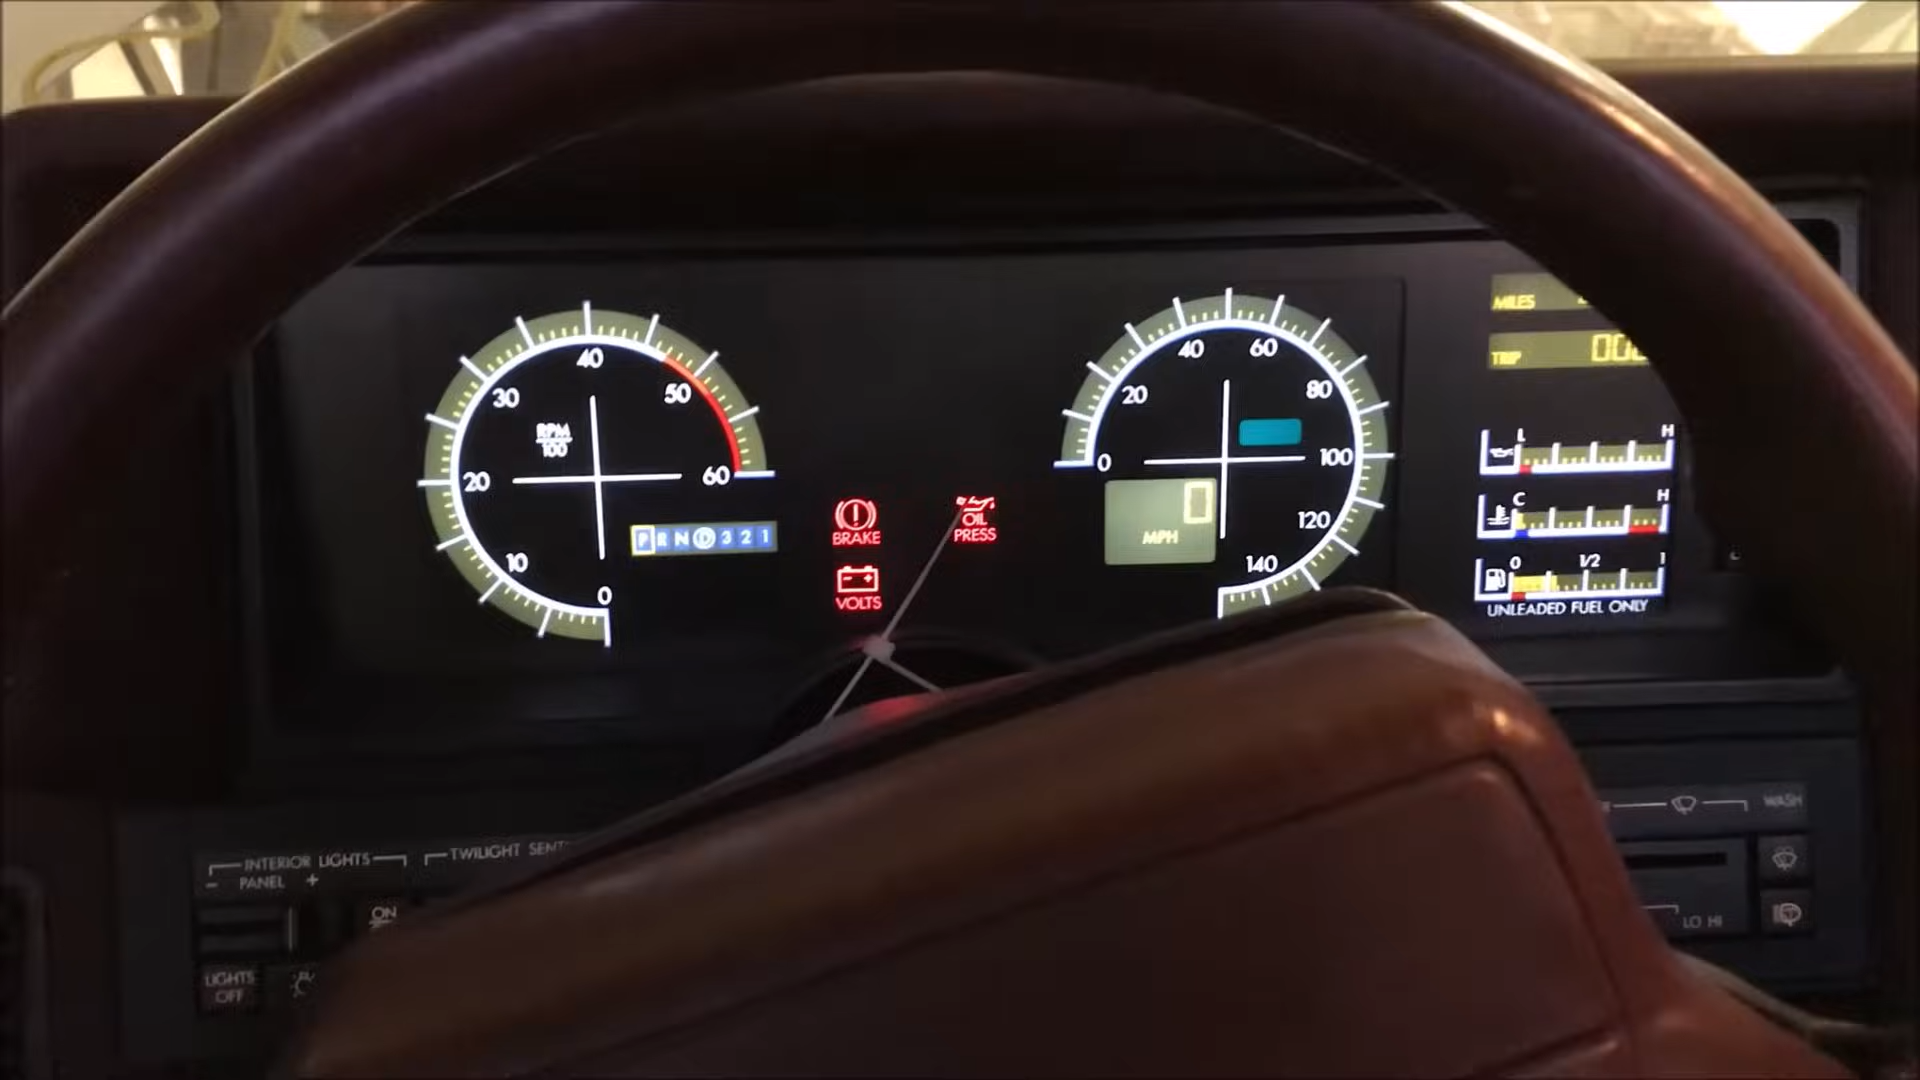 MILES
TRIP
40
30
50
RPM
100
20
60
10
0
P R N D 3 2 1
BRAKE
OIL
PRESS
VOLTS
40 60
20 80
0 100
0
MPH
120
140
L H
C H
0 1/2 1
UNLEADED FUEL ONLY
INTERIOR LIGHTS
- PANEL +
TWILIGHT
ON
LIGHTS
OFF
WASH
LO HI